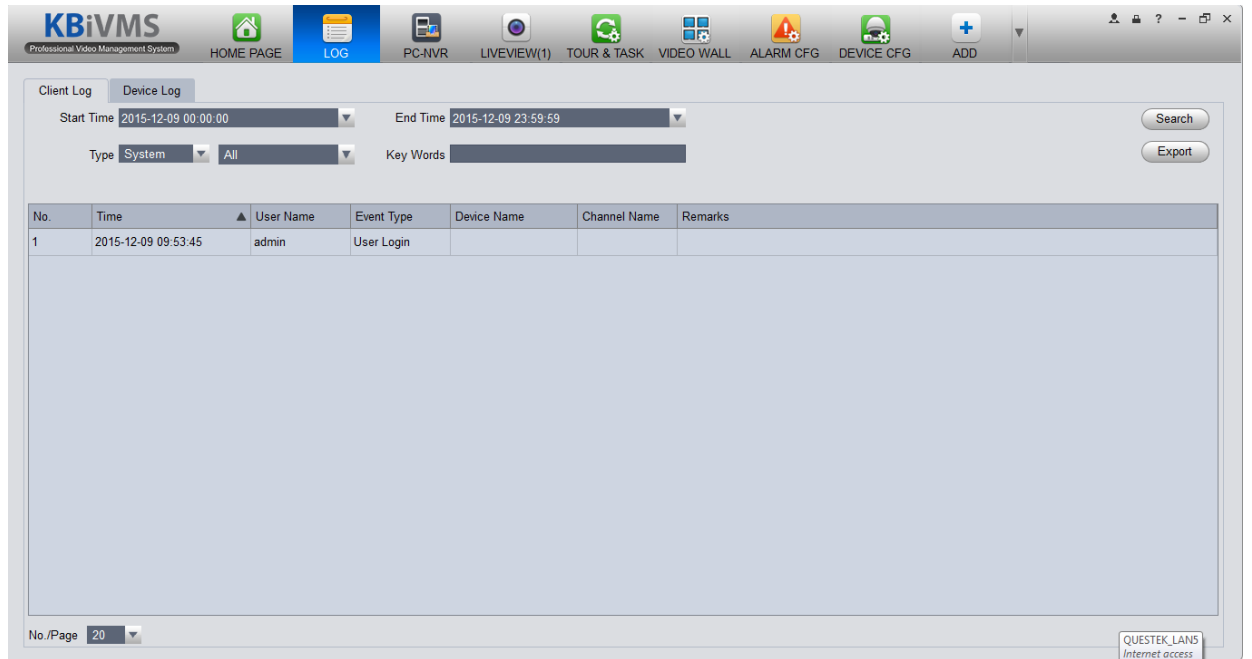 KBiVMS
Professional Video Management System
HOME PAGE LOG PC-NVR LIVEVIEW(1) TOUR & TASK VIDEO WALL ALARM CFG DEVICE CFG ADD
Client Log Device Log
Start Time 2015-12-09 00:00:00 End Time 2015-12-09 23:59:59 Search
Type System All Key Words Export
No. Time User Name Event Type Device Name Channel Name Remarks
1 2015-12-09 09:53:45 admin User Login
No./Page 20
QUESTEK_LAN5
Internet access